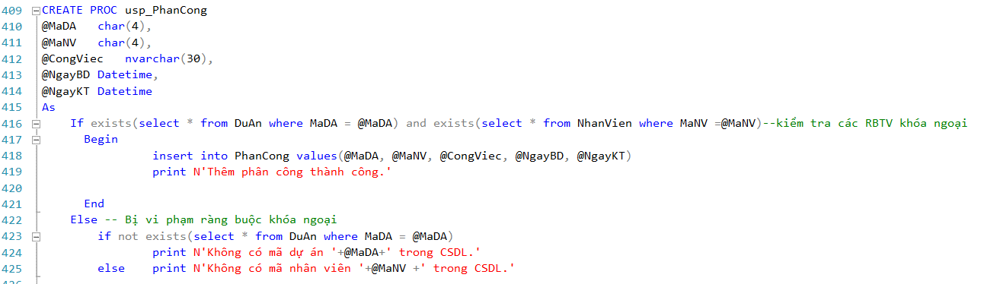 409 CREATE PROC usp_PhanCong
410 @MaDA char(4),
411 @MaNV char(4),
412 @CongViec nvarchar(30),
413 @NgayBD Datetime,
414 @NgayKT Datetime
415 As
416 If exists(select * from DuAn where MaDA = @MaDA) and exists(select * from NhanVien where MaNV =@MaNV)--kiểm tra các RBTV khóa ngoại
417 Begin
418 insert into PhanCong values(@MaDA, @MaNV, @CongViec, @NgayBD, @NgayKT)
419 print N'Thêm phân công thành công.'
420
421 End
422 Else -- Bị vi phạm ràng buộc khóa ngoại
423 if not exists(select * from DuAn where MaDA = @MaDA)
424 print N'Không có mã dự án '+@MaDA+' trong CSDL.'
425 else print N'Không có mã nhân viên '+@MaNV +' trong CSDL.'